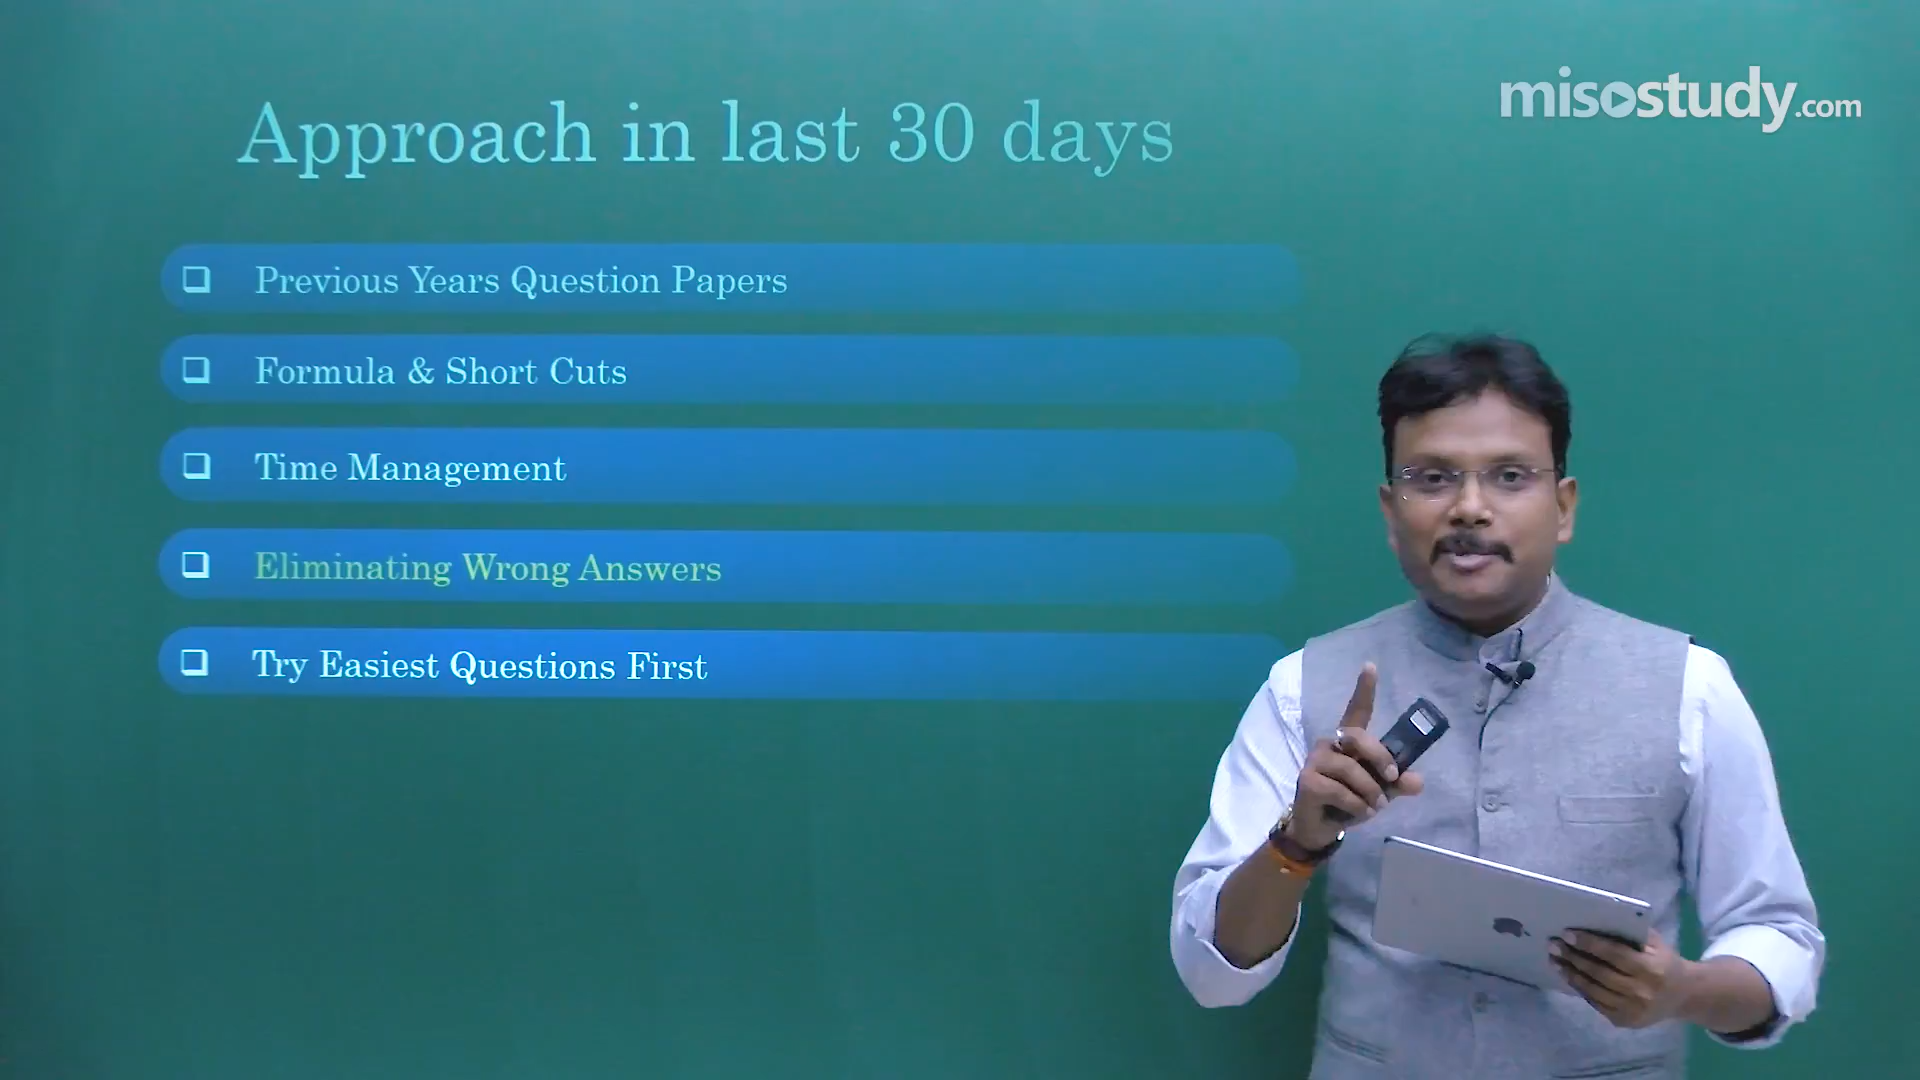 misostudy.com
Approach in last 30 days
Previous Years Question Papers
Formula & Short Cuts
Time Management
Eliminating Wrong Answers
Try Easiest Questions First